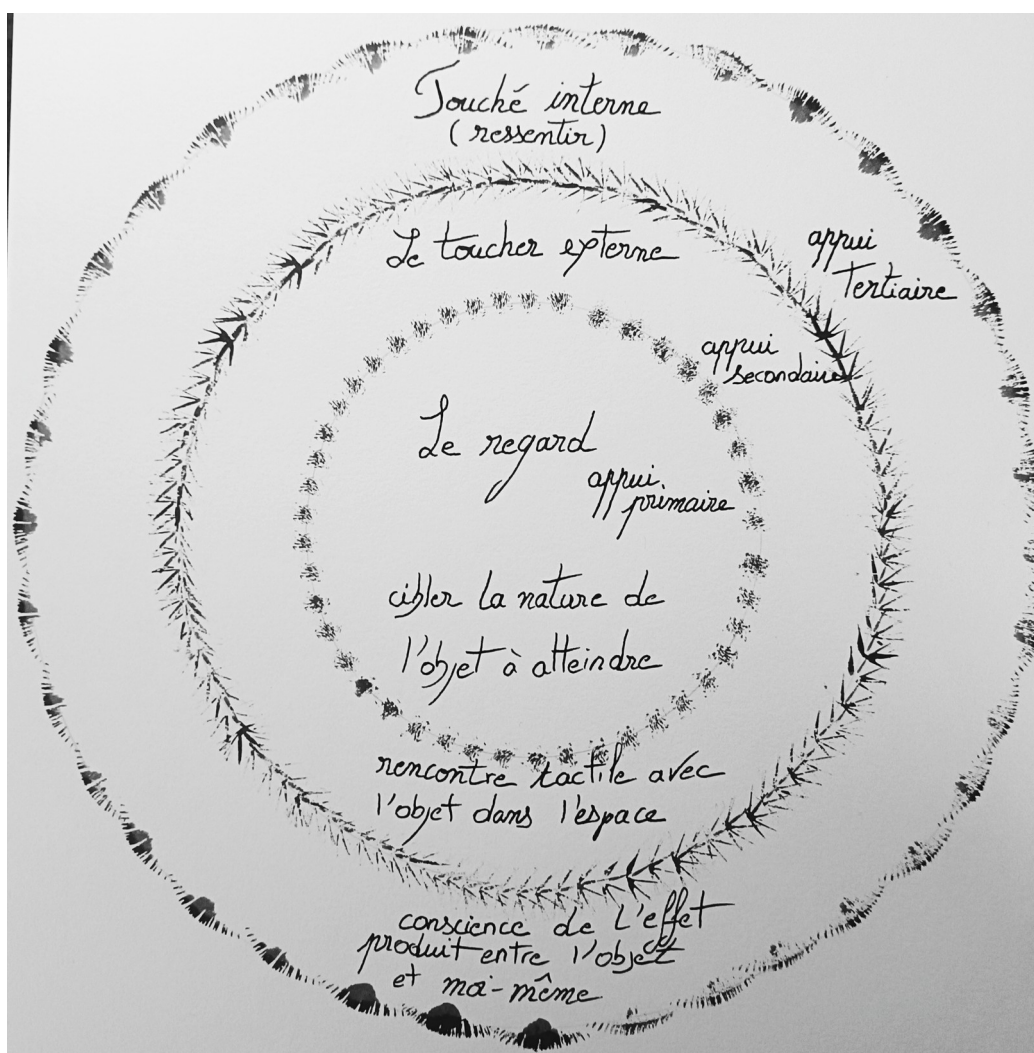 Touché interne
(ressentir)
Le toucher externe
appui
Tertiaire
appui
secondaire
Le regard
appui
primaire
cibler la nature de
l'objet à atteindre
rencontre tactile avec
l'objet dans l'espace
conscience de L'effet
produit entre l'objet
et moi-même